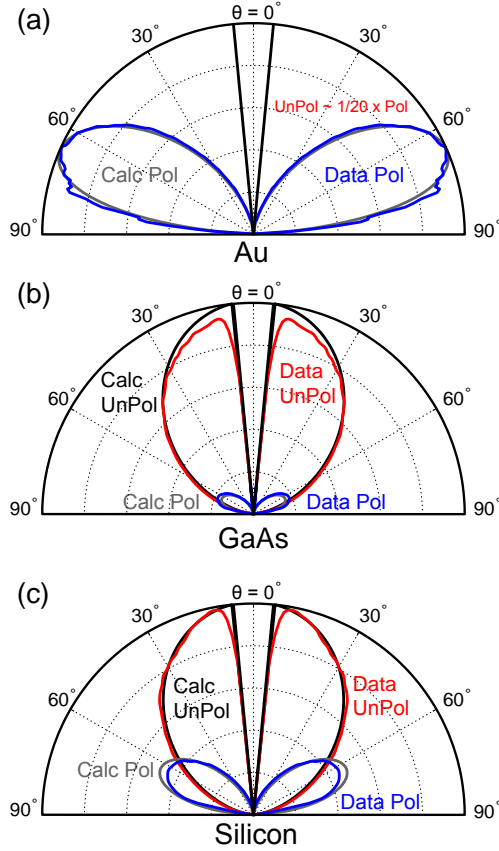 (a)
θ = 0°
30°
30°
UnPol ~ 1/20 x Pol
60°
60°
Calc Pol
Data Pol
90°
90°
Au
(b)
θ = 0°
30°
30°
Calc
UnPol
Data
UnPol
60°
60°
Calc Pol
Data Pol
90°
90°
GaAs
(c)
θ = 0°
30°
30°
Calc
UnPol
Data
UnPol
60°
60°
Calc Pol
Data Pol
90°
90°
Silicon